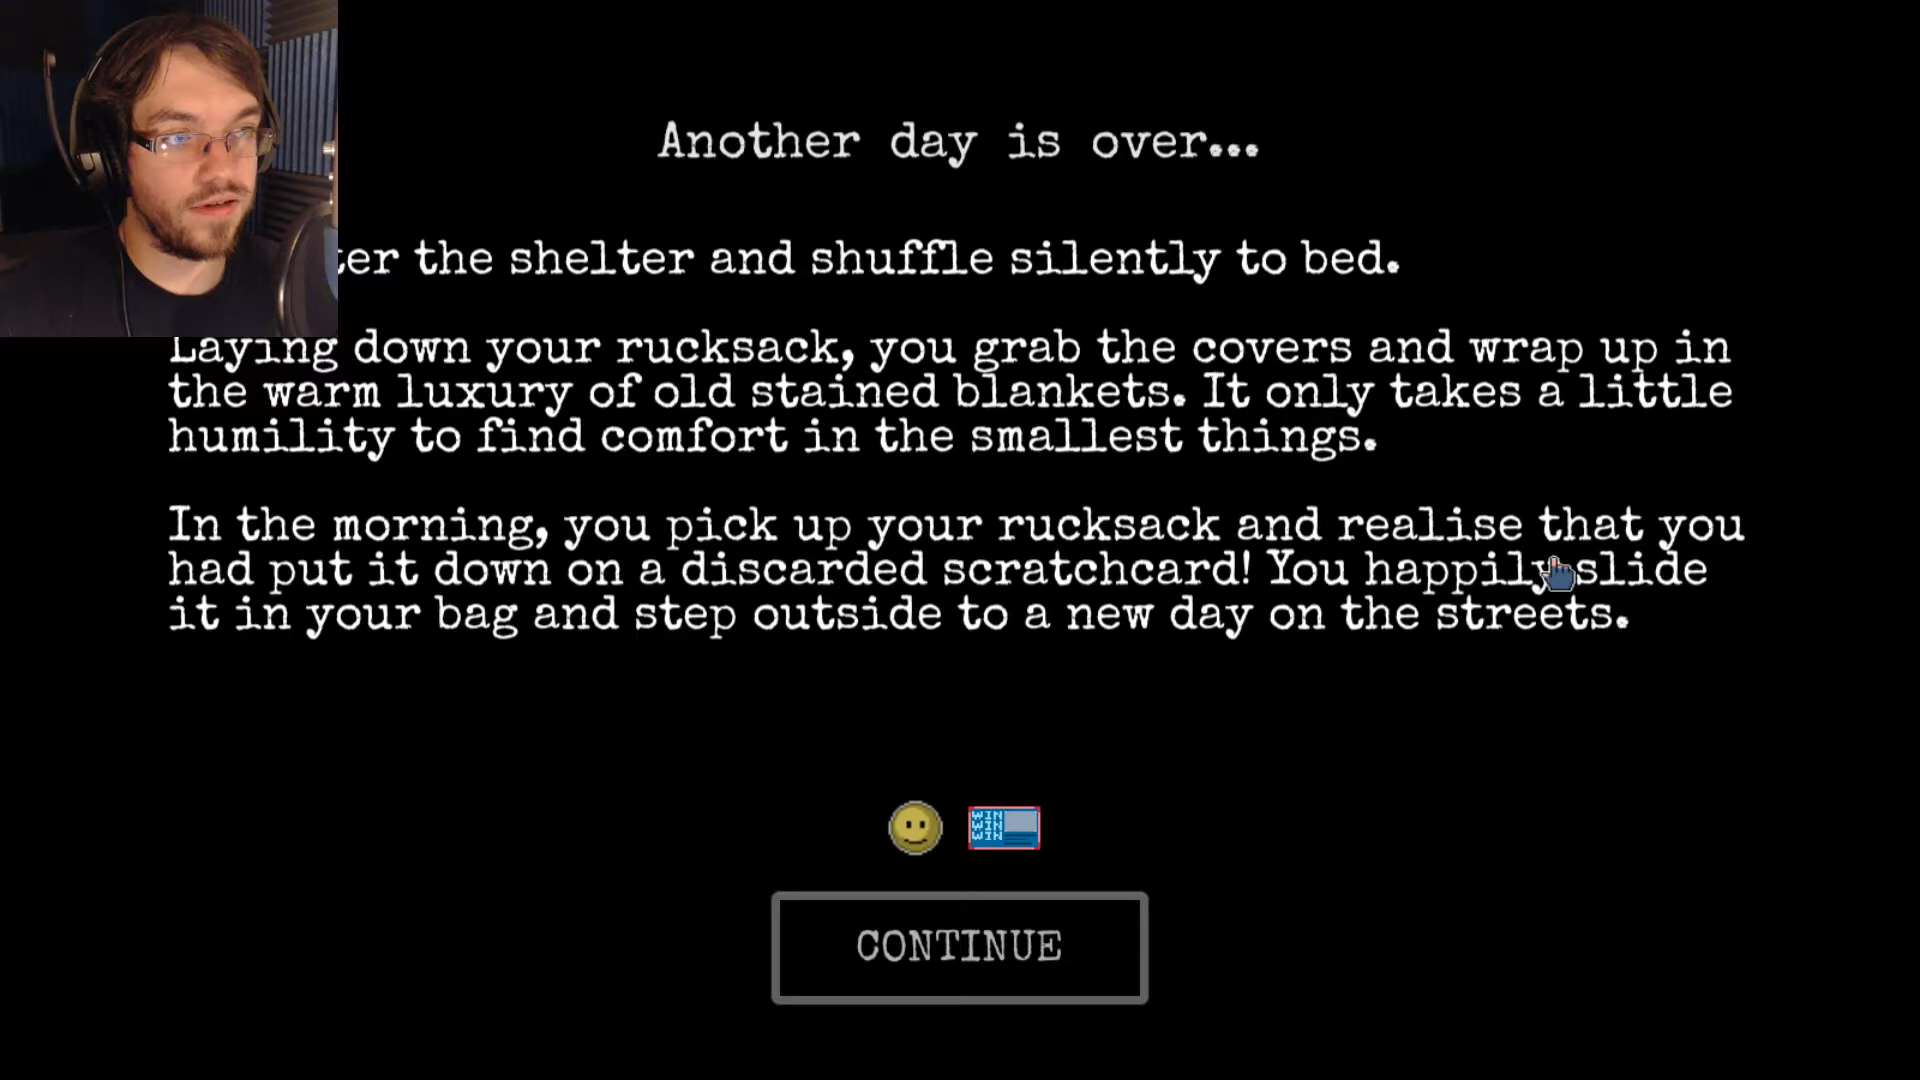 Another day is over...
the shelter and shuffle silently to bed.
Laying down your rucksack, you grab the covers and wrap up in
the warm luxury of old stained blankets. It only takes a little
humility to find comfort in the smallest things.
In the morning, you pick up your rucksack and realise that you
had put it down on a discarded scratchcard! You happily slide
it in your bag and step outside to a new day on the streets.
WIN
WIN
WIN
CONTINUE